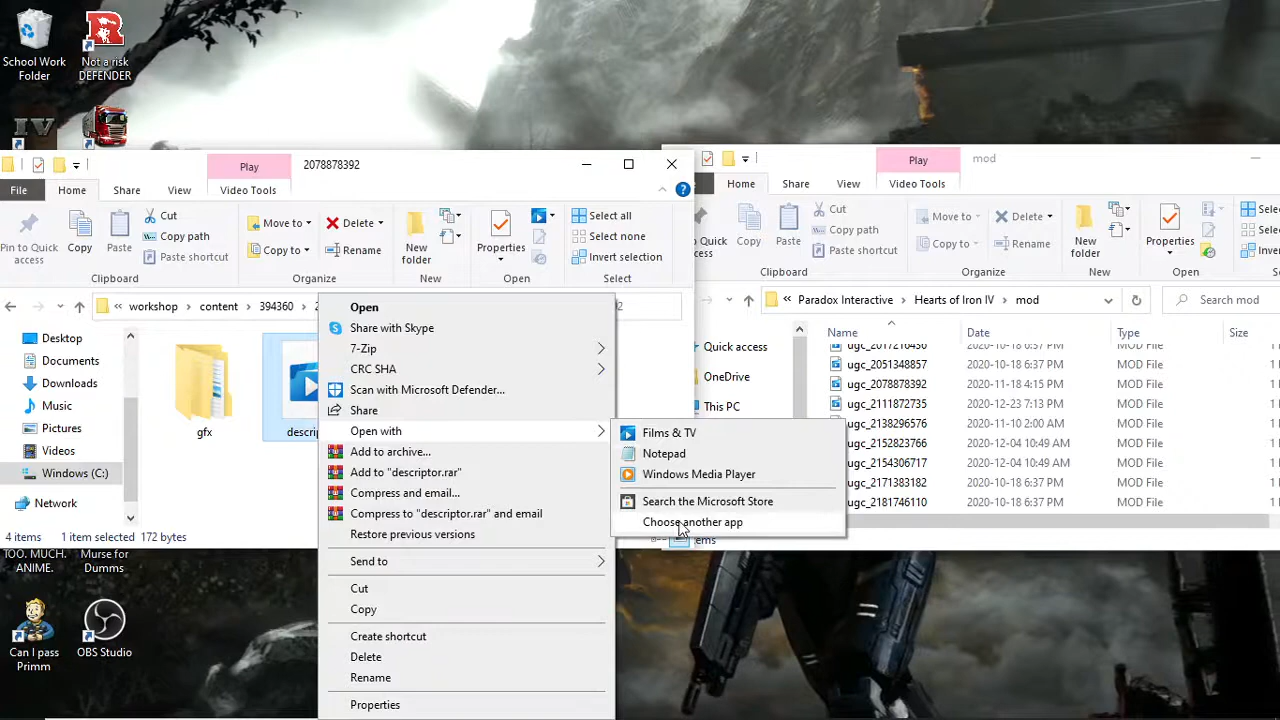 School Work
Folder
Not a risk
DEFENDER
Play
2078878392
File
Home
Share
View
Video Tools
Pin to Quick
access
Copy
Paste
Cut
Copy path
Paste shortcut
Clipboard
Move to
Copy to
Delete
Rename
Organize
New
folder
New
Properties
Open
Select all
Select none
Invert selection
Select
workshop
content
394360
Desktop
Documents
Downloads
Music
Pictures
Videos
Windows (C:)
Network
gfx
4 items
1 item selected
172 bytes
Open
Share with Skype
7-Zip
CRC SHA
Scan with Microsoft Defender...
Share
Open with
Add to archive...
Add to "descriptor.rar"
Compress and email...
Compress to "descriptor.rar" and email
Restore previous versions
Send to
Cut
Copy
Create shortcut
Delete
Rename
Properties
Films & TV
Notepad
Windows Media Player
Search the Microsoft Store
Choose another app
Play
mod
Home
Share
View
Video Tools
Quick
access
Copy
Paste
Cut
Copy path
Paste shortcut
Clipboard
Move to
Copy to
Delete
Rename
Organize
New
folder
New
Properties
Open
Paradox Interactive
Hearts of Iron IV
mod
Search mod
Quick access
OneDrive
This PC
Name
Date
Type
Size
ugc_2051348857 2020-10-18 6:37 PM MOD File
ugc_2078878392 2020-11-18 4:15 PM MOD File
ugc_2111872735 2020-12-23 7:13 PM MOD File
ugc_2138296576 2020-11-10 2:00 AM MOD File
ugc_2152823766 2020-12-04 10:49 AM MOD File
ugc_2154306717 2020-12-04 10:49 AM MOD File
ugc_2171383182 2020-10-18 6:37 PM MOD File
ugc_2181746110 2020-10-18 6:37 PM MOD File
TOO. MUCH.
ANIME.
Murse for
Dumms
Can I pass
Primm
OBS Studio